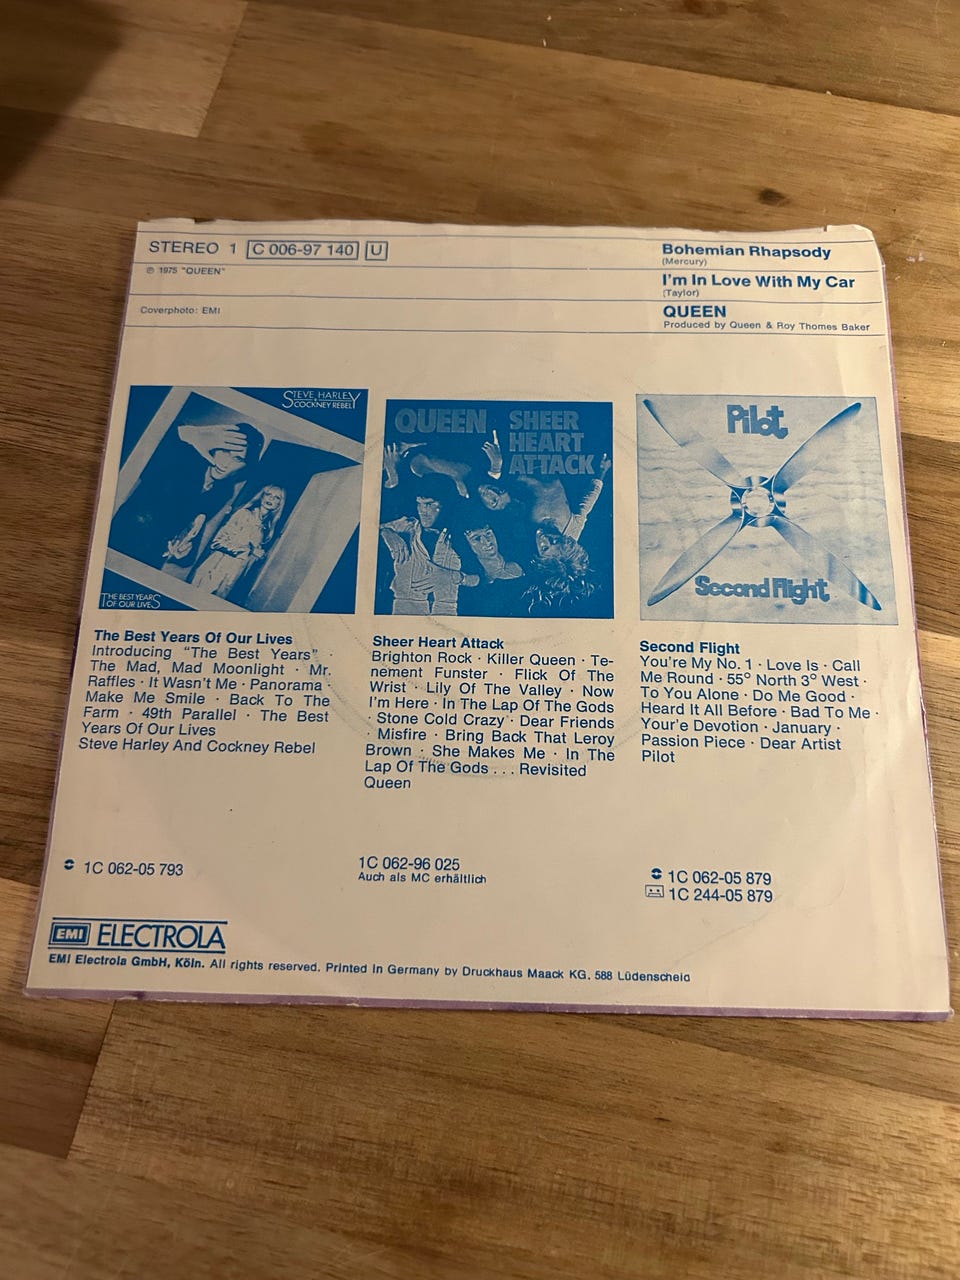 STEREO 1 C 006-97 140 U
℗ 1975 "QUEEN"
Coverphoto: EMI
Bohemian Rhapsody
(Mercury)
I'm In Love With My Car
(Taylor)
QUEEN
Produced by Queen & Roy Thomes Baker
STEVE HARLEY
COCKNEY REBEL
THE BEST YEARS
OF OUR LIVES
QUEEN
SHEER
HEART
ATTACK
Pilot
Second Flight
The Best Years Of Our Lives
Introducing "The Best Years" ·
The Mad, Mad Moonlight · Mr.
Raffles · It Wasn't Me · Panorama ·
Make Me Smile · Back To The
Farm · 49th Parallel · The Best
Years Of Our Lives
Steve Harley And Cockney Rebel
Sheer Heart Attack
Brighton Rock · Killer Queen · Te-
nement Funster · Flick Of The
Wrist · Lily Of The Valley · Now
I'm Here · In The Lap Of The Gods
· Stone Cold Crazy · Dear Friends
· Misfire · Bring Back That Leroy
Brown · She Makes Me · In The
Lap Of The Gods . . . Revisited
Queen
Second Flight
You're My No. 1 · Love Is · Call
Me Round · 55° North 3° West ·
To You Alone · Do Me Good ·
Heard It All Before · Bad To Me ·
Your'e Devotion · January ·
Passion Piece · Dear Artist
Pilot
1C 062-05 793
1C 062-96 025
Auch als MC erhältlich
1C 062-05 879
1C 244-05 879
EMI ELECTROLA
EMI Electrola GmbH, Köln. All rights reserved. Printed in Germany by Druckhaus Maack KG. 588 Lüdenscheid